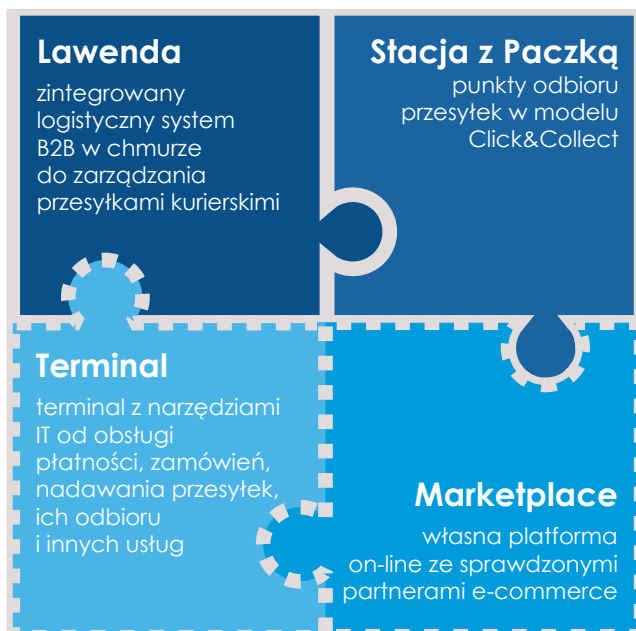 Lawenda
zintegrowany
logistyczny system
B2B w chmurze
do zarządzania
przesyłkami kurierskimi
Stacja z Paczką
punkty odbioru
przesyłek w modelu
Click&Collect
Terminal
terminal z narzędziami
IT od obsługi
płatności, zamówień,
nadawania przesyłek,
ich odbioru
i innych usług
Marketplace
własna platforma
on-line ze sprawdzonymi
partnerami e-commerce